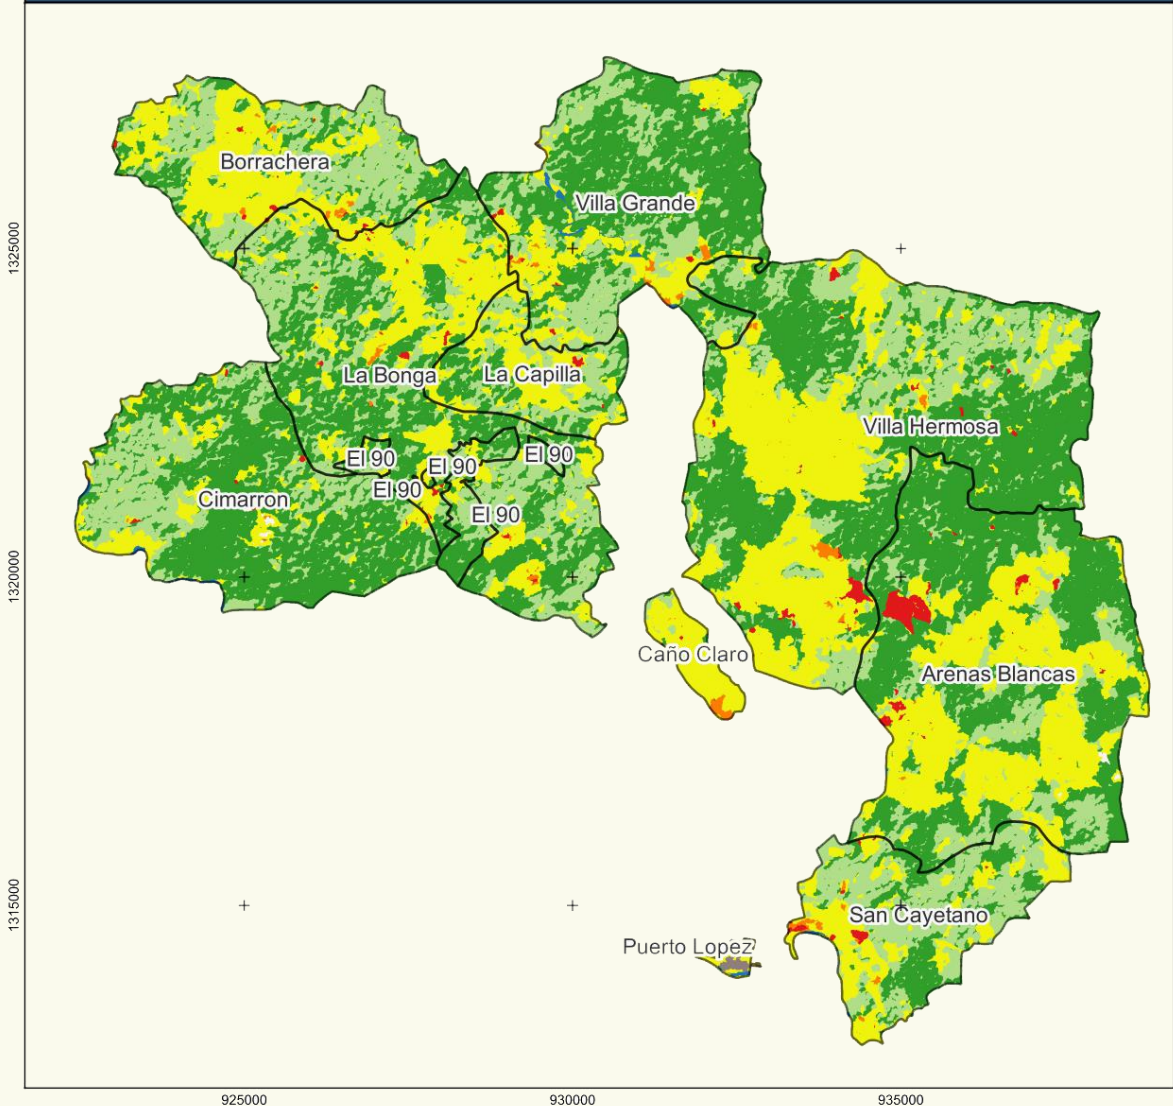 Borrachera
Villa Grande
1325000
La Bonga
La Capilla
Villa Hermosa
El 90
El 90
El 90
El 90
Cimarron
El 90
1320000
Caño Claro
Arenas Blancas
1315000
San Cayetano
Puerto Lopez
925000
930000
935000